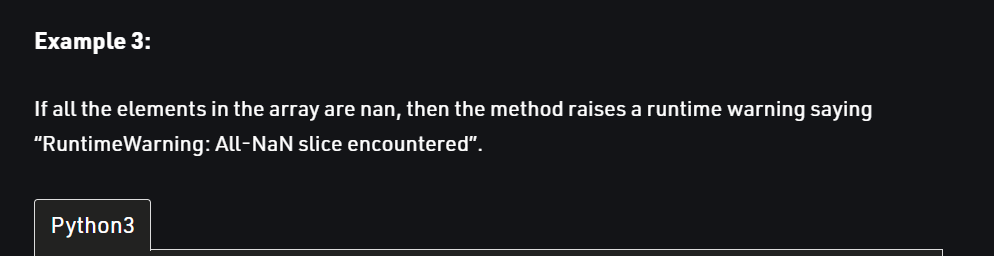 Example 3:
If all the elements in the array are nan, then the method raises a runtime warning saying
“RuntimeWarning: All-NaN slice encountered”.
Python3